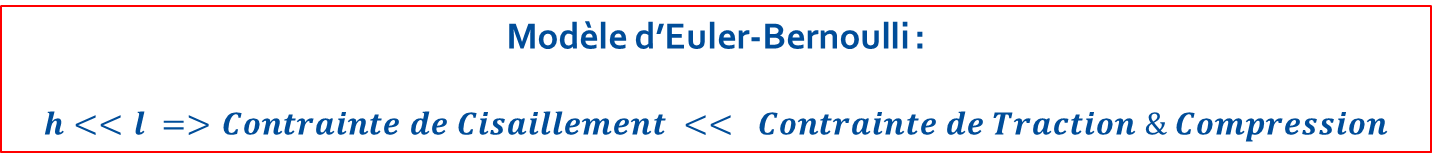 Modèle d’Euler-Bernoulli :
h << l => Contrainte de Cisaillement << Contrainte de Traction & Compression